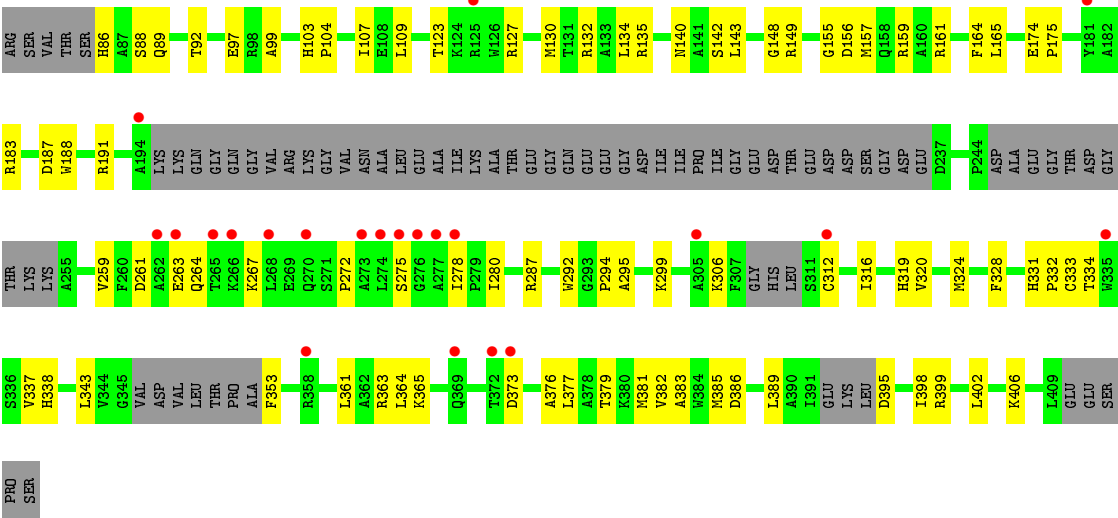 ARG SER VAL THR SER H86 A87 S88 Q89 T92 E97 R98 A99 H103 P104 I107 E108 L109 T123 K124 R125 W126 R127 M130 T131 R132 A133 L134 R135 N140 A141 S142 L143 G148 R149 G155 D156 M157 Q158 R159 A160 R161 F164 L165 E174 P175 Y181 A182
R183 D187 W188 R191 A194 LYS LYS GLN GLY GLN GLY VAL ARG LYS GLY VAL ASN ALA LEU GLU ALA ILE LYS ALA THR GLU GLY GLN GLU GLU GLY ASP ILE ILE PRO ILE GLY GLU ASP THR GLU ASP ASP SER GLY ASP GLU D237 P244 ASP ALA GLU GLY THR ASP GLY
THR LYS LYS A255 V259 F260 D261 A262 E263 Q264 T265 K266 K267 L268 E269 Q270 S271 P272 A273 L274 S275 G276 A277 I278 P279 I280 R287 W292 G293 P294 A295 K299 A305 K306 F307 GLY HIS LEU S311 C312 I316 H319 V320 M324 F328 H331 P332 C333 T334 W335
S336 V337 H338 L343 V344 G345 VAL ASP VAL LEU THR PRO ALA F353 R358 L361 A362 R363 L364 K365 Q369 T372 D373 A376 L377 A378 T379 K380 M381 V382 A383 W384 M385 D386 L389 A390 I391 GLU LYS LEU D395 I398 R399 L402 K406 L409 GLU GLU SER
PRO SER